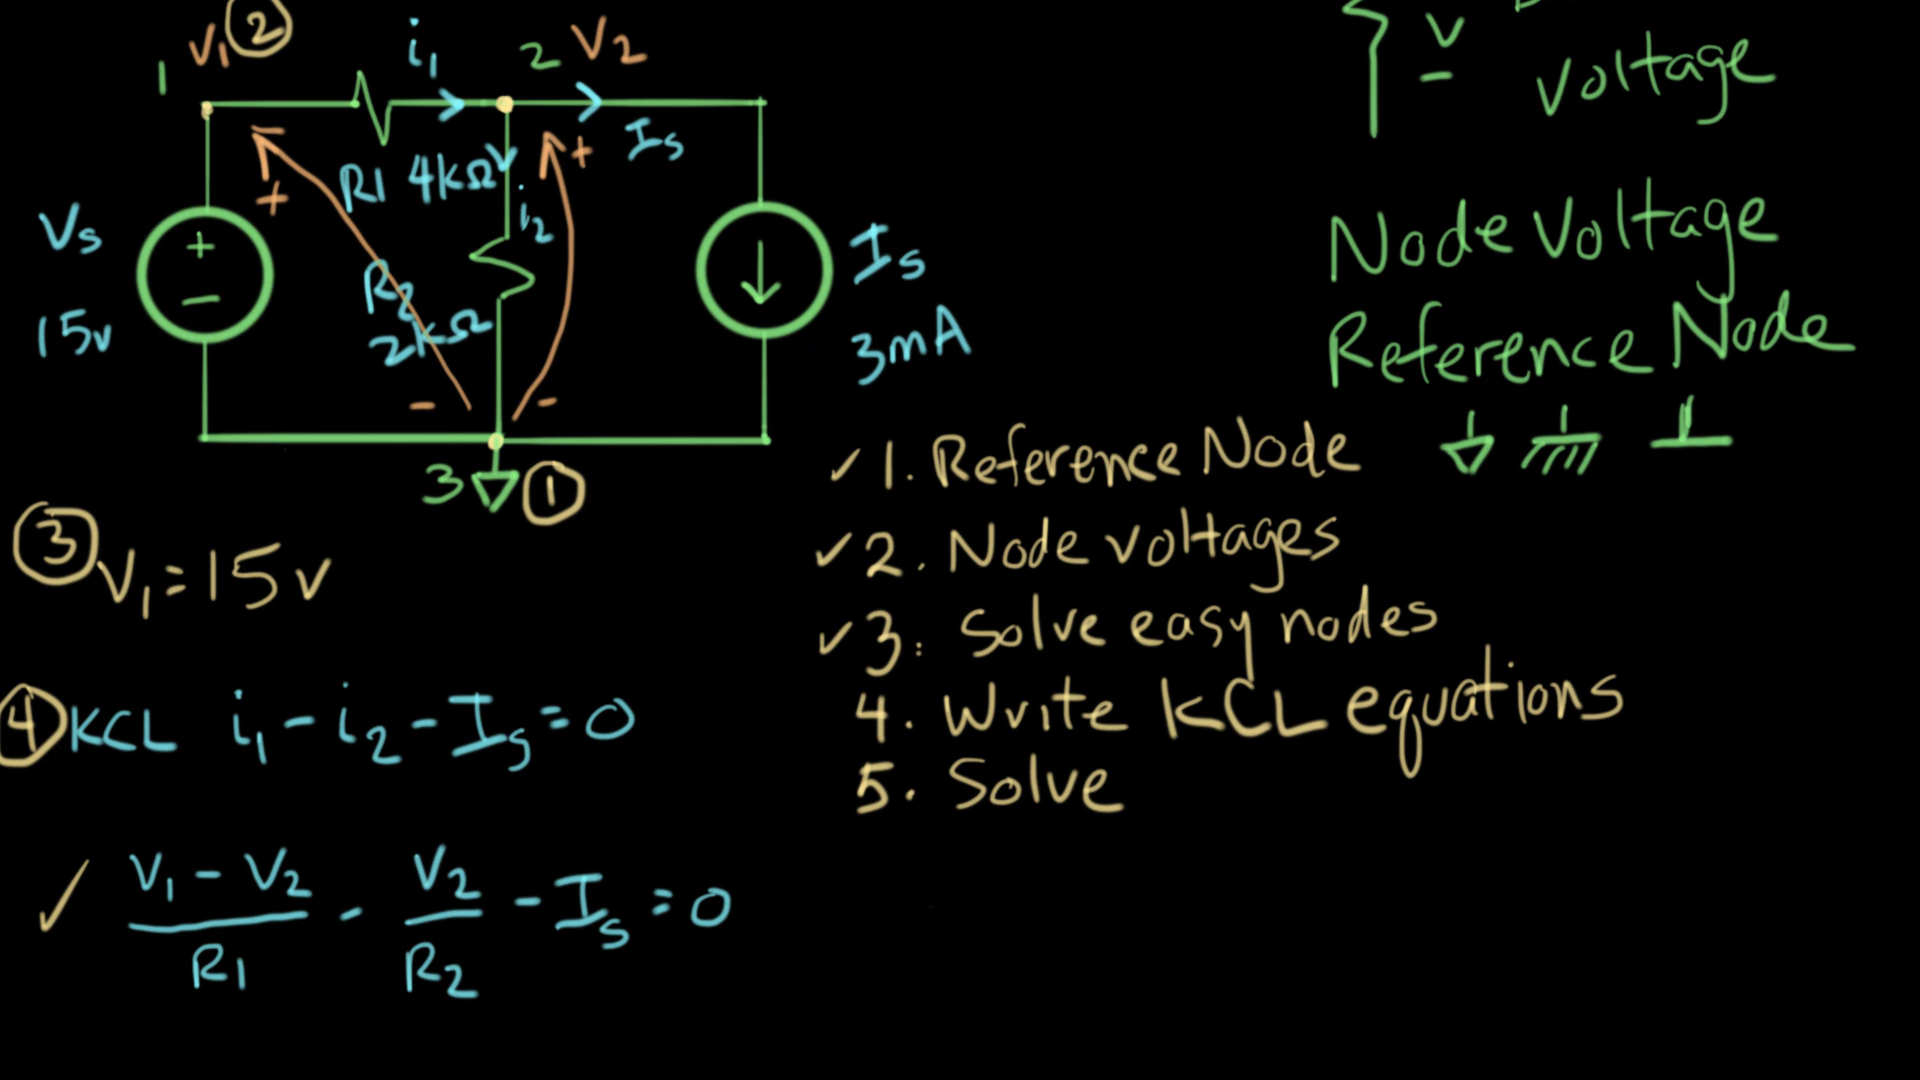 1 V₁ ②
i₁
2 V₂
Is
+
+
R1 4kΩ
i₂
Vs
15v
+
−
R₂
2kΩ
Is
3mA
−
−
3
①
v
−
voltage
Node Voltage
Reference Node
✓ 1. Reference Node
✓ 2. Node voltages
✓ 3. Solve easy nodes
4. Write KCL equations
5. Solve
③ V₁ = 15v
④ KCL i₁ − i₂ − Is = 0
✓ V₁ − V₂ / R1 − V₂ / R2 − Is = 0